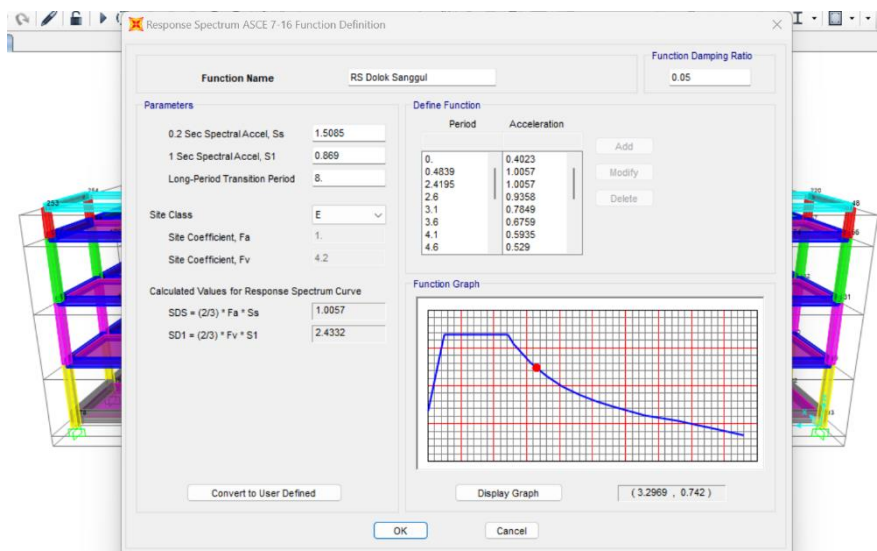 Response Spectrum ASCE 7-16 Function Definition
Function Damping Ratio
Function Name
RS Dolok Sanggul
0.05
Parameters
0.2 Sec Spectral Accel, Ss
1.5085
1 Sec Spectral Accel, S1
0.869
Long-Period Transition Period
8.
Site Class
E
Site Coefficient, Fa
1.
Site Coefficient, Fv
4.2
Calculated Values for Response Spectrum Curve
SDS = (2/3) * Fa * Ss
1.0057
SD1 = (2/3) * Fv * S1
2.4332
Convert to User Defined
Define Function
Period Acceleration
0. 0.4023
0.4839 1.0057
2.4195 1.0057
2.6 0.9358
3.1 0.7849
3.6 0.6759
4.1 0.5935
4.6 0.529
Add
Modify
Delete
Function Graph
Display Graph
( 3.2969 , 0.742 )
OK
Cancel